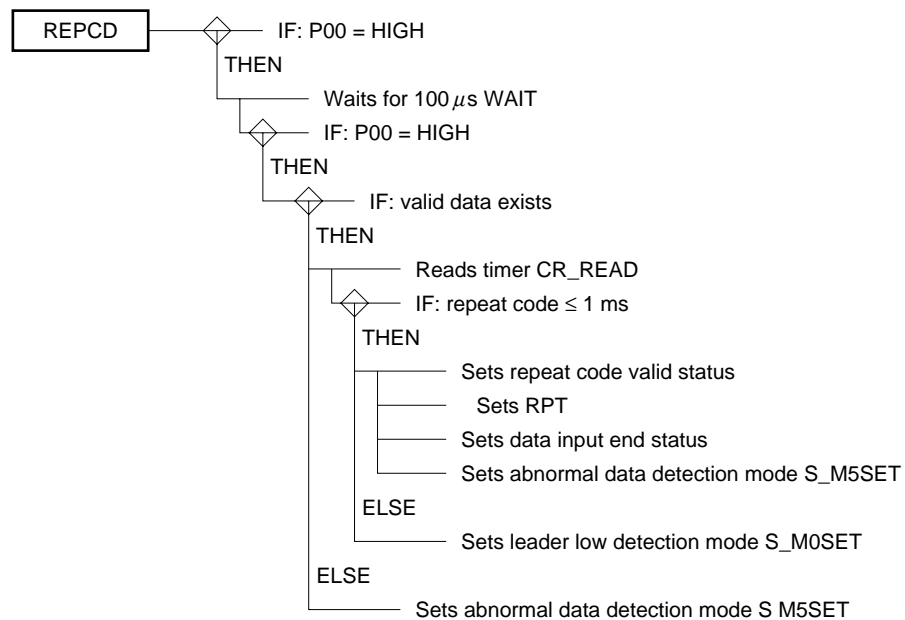 REPCD
IF: P00 = HIGH
THEN
Waits for 100 μs WAIT
IF: P00 = HIGH
THEN
IF: valid data exists
THEN
Reads timer CR_READ
IF: repeat code ≤ 1 ms
THEN
Sets repeat code valid status
Sets RPT
Sets data input end status
Sets abnormal data detection mode S_M5SET
ELSE
Sets leader low detection mode S_M0SET
ELSE
Sets abnormal data detection mode S M5SET